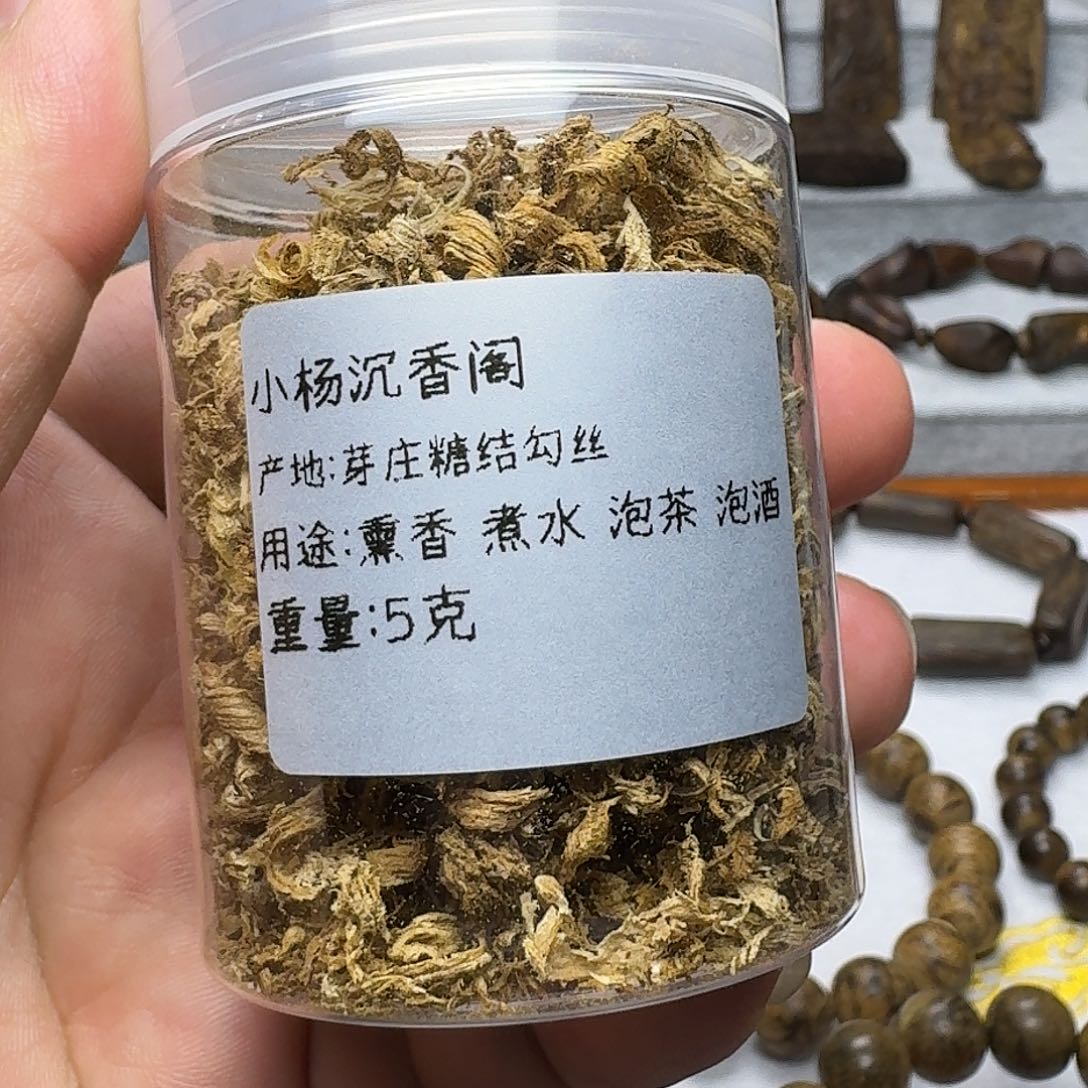 小杨沉香阁
产地:芽庄糖结勾丝
用途:熏香 煮水 泡茶 泡酒
重量:5克